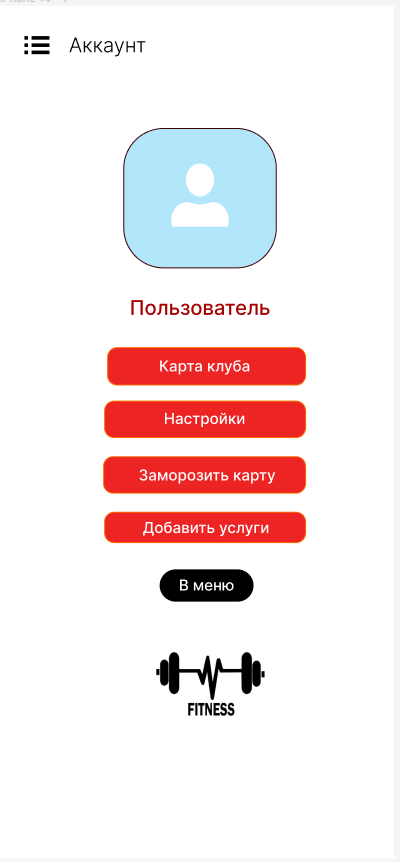 Аккаунт
Пользователь
Карта клуба
Настройки
Заморозить карту
Добавить услуги
В меню
FITNESS